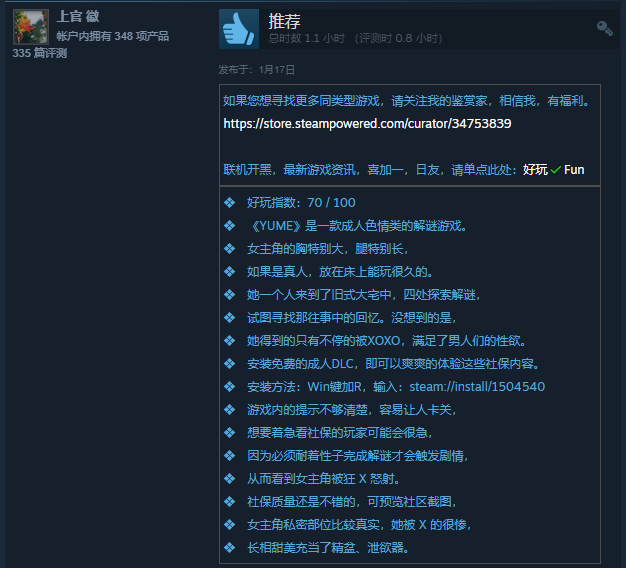 上官 徽
帐户内拥有 348 项产品
335 篇评测
推荐
总时数 1.1 小时 （评测时 0.8 小时）
发布于：1月17日
如果您想寻找更多同类型游戏，请关注我的鉴赏家，相信我，有福利。
https://store.steampowered.com/curator/34753839
联机开黑，最新游戏资讯，喜加一，日友，请单点此处：好玩✓Fun
❖ 好玩指数：70 / 100
❖ 《YUME》是一款成人色情类的解谜游戏。
❖ 女主角的胸特别大，腿特别长，
❖ 如果是真人，放在床上能玩很久的。
❖ 她一个人来到了旧式大宅中，四处探索解谜，
❖ 试图寻找那往事中的回忆。没想到的是，
❖ 她得到的只有不停的被XOXO，满足了男人们的性欲。
❖ 安装免费的成人DLC，即可以爽爽的体验这些社保内容。
❖ 安装方法：Win键加R，输入：steam://install/1504540
❖ 游戏内的提示不够清楚，容易让人卡关，
❖ 想要着急看社保的玩家可能会很急，
❖ 因为必须耐着性子完成解谜才会触发剧情，
❖ 从而看到女主角被狂 X 怒射。
❖ 社保质量还是不错的，可预览社区截图，
❖ 女主角私密部位比较真实，她被 X 的很惨，
❖ 长相甜美充当了精盆、泄欲器。